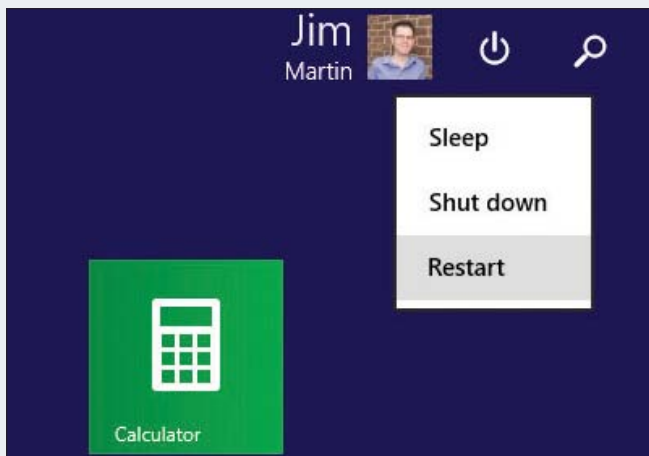 Jim
Martin
Sleep
Shut down
Restart
Calculator